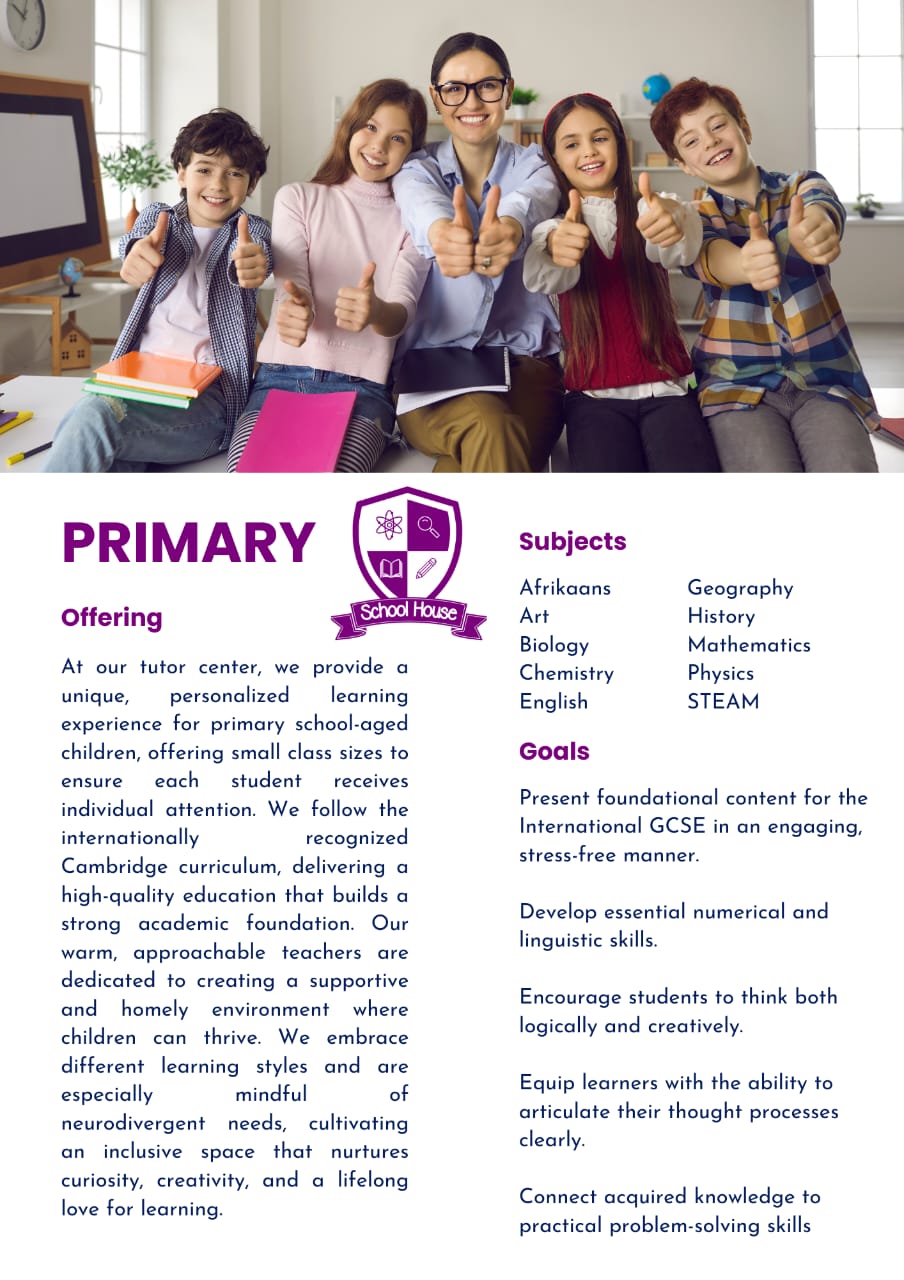 PRIMARY
School House
Offering
At our tutor center, we provide a
unique, personalized learning
experience for primary school-aged
children, offering small class sizes to
ensure each student receives
individual attention. We follow the
internationally recognized
Cambridge curriculum, delivering a
high-quality education that builds a
strong academic foundation. Our
warm, approachable teachers are
dedicated to creating a supportive
and homely environment where
children can thrive. We embrace
different learning styles and are
especially mindful of
neurodivergent needs, cultivating
an inclusive space that nurtures
curiosity, creativity, and a lifelong
love for learning.
Subjects
Afrikaans
Art
Biology
Chemistry
English
Geography
History
Mathematics
Physics
STEAM
Goals
Present foundational content for the
International GCSE in an engaging,
stress-free manner.
Develop essential numerical and
linguistic skills.
Encourage students to think both
logically and creatively.
Equip learners with the ability to
articulate their thought processes
clearly.
Connect acquired knowledge to
practical problem-solving skills